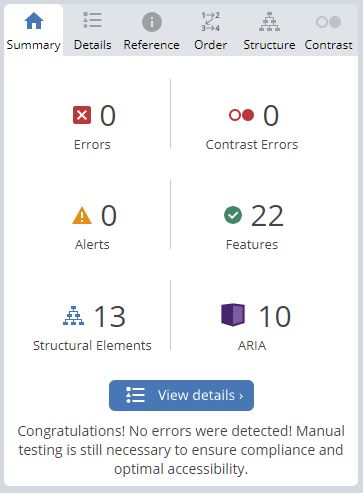 Summary Details Reference Order Structure Contrast
1→2
3→4
0 0
Errors Contrast Errors
0 22
Alerts Features
13 10
Structural Elements ARIA
View details ›
Congratulations! No errors were detected! Manual
testing is still necessary to ensure compliance and
optimal accessibility.